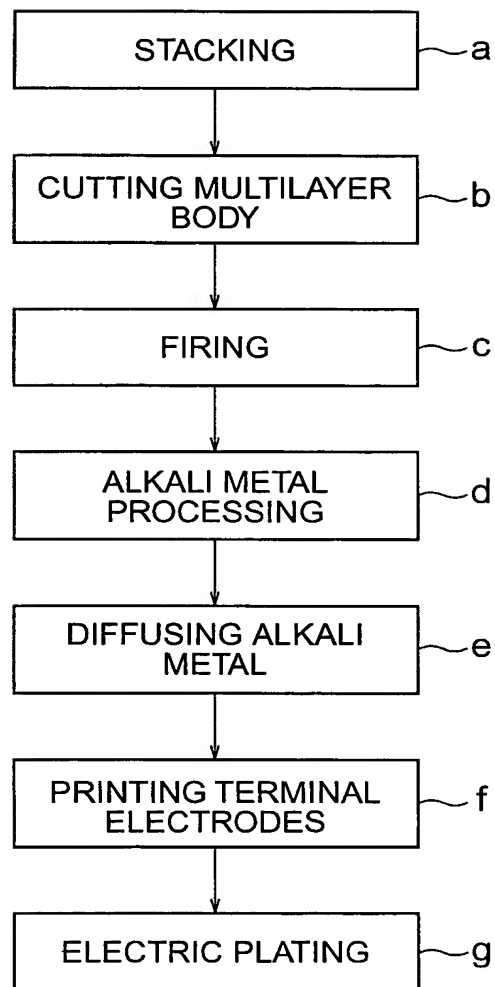 STACKING a
CUTTING MULTILAYER
BODY b
FIRING c
ALKALI METAL
PROCESSING d
DIFFUSING ALKALI
METAL e
PRINTING TERMINAL
ELECTRODES f
ELECTRIC PLATING g